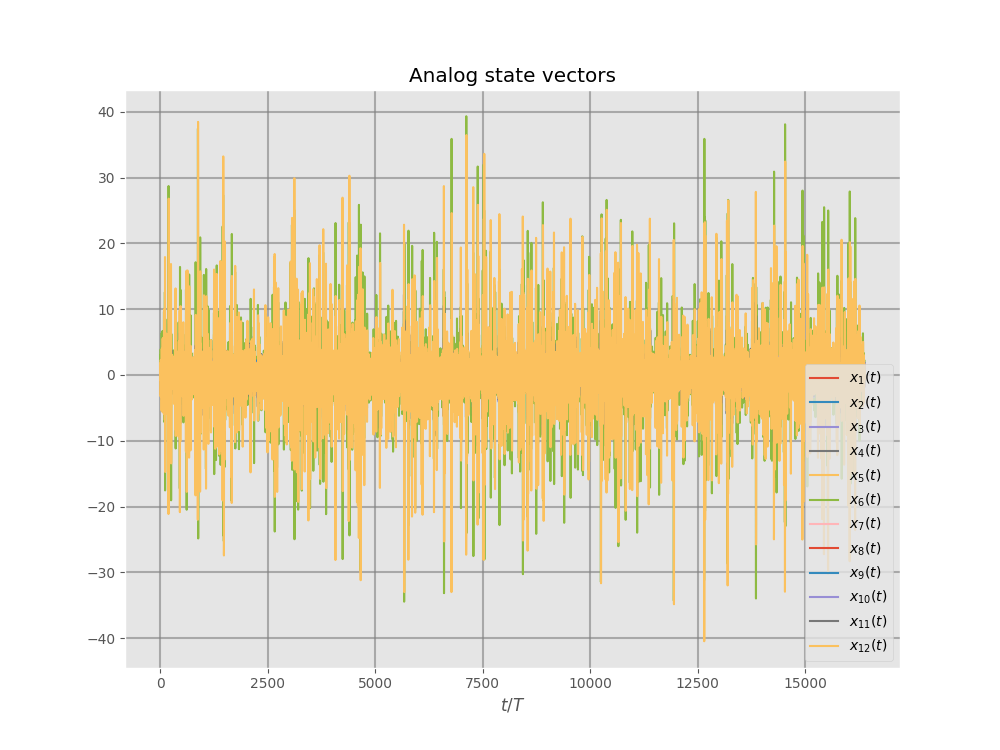 Analog state vectors
40
30
20
10
0
−10
−20
−30
−40
0 2500 5000 7500 10000 12500 15000
t/T
x₁(t)
x₂(t)
x₃(t)
x₄(t)
x₅(t)
x₆(t)
x₇(t)
x₈(t)
x₉(t)
x₁₀(t)
x₁₁(t)
x₁₂(t)